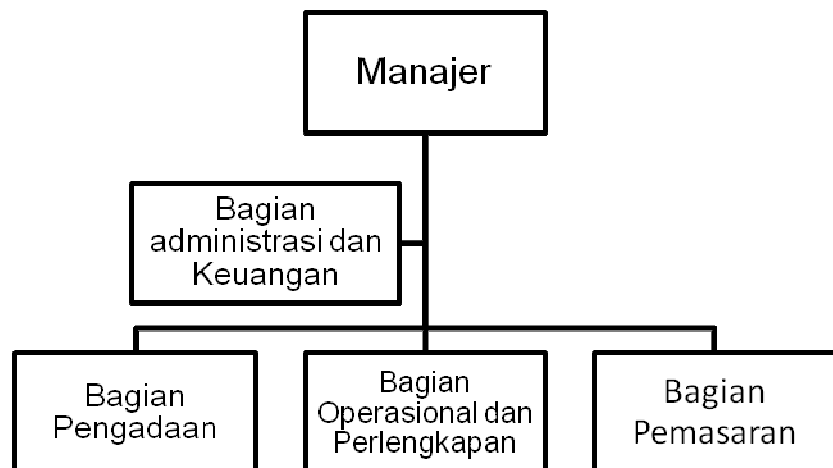 Manajer
Bagian
administrasi dan
Keuangan
Bagian
Pengadaan
Bagian
Operasional dan
Perlengkapan
Bagian
Pemasaran